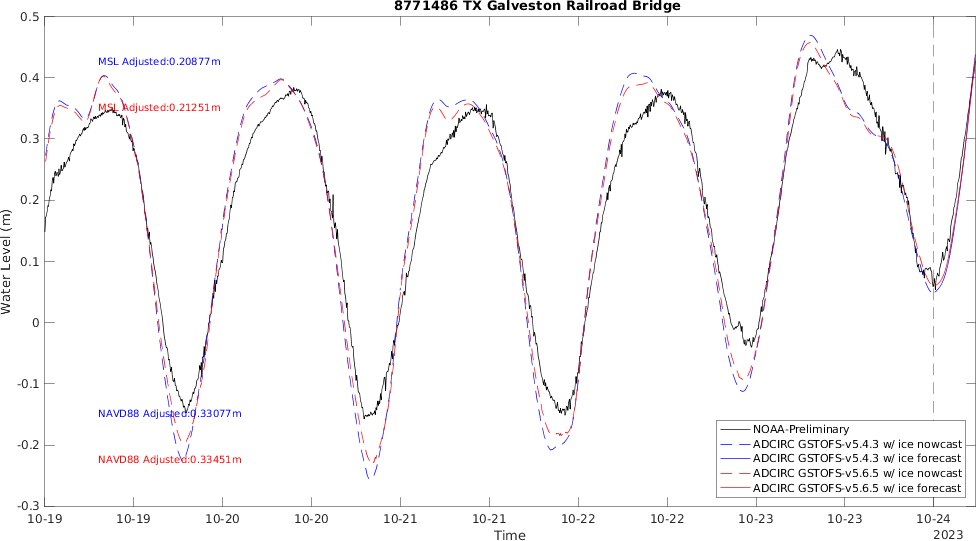 8771486 TX Galveston Railroad Bridge
0.5
0.4
0.3
0.2
0.1
0
-0.1
-0.2
-0.3
Water Level (m)
MSL Adjusted:0.20877m
MSL Adjusted:0.21251m
NAVD88 Adjusted:0.33077m
NAVD88 Adjusted:0.33451m
NOAA-Preliminary
ADCIRC GSTOFS-v5.4.3 w/ ice nowcast
ADCIRC GSTOFS-v5.4.3 w/ ice forecast
ADCIRC GSTOFS-v5.6.5 w/ ice nowcast
ADCIRC GSTOFS-v5.6.5 w/ ice forecast
10-19 10-19 10-20 10-20 10-21 10-21 10-22 10-22 10-23 10-23 10-24
2023
Time